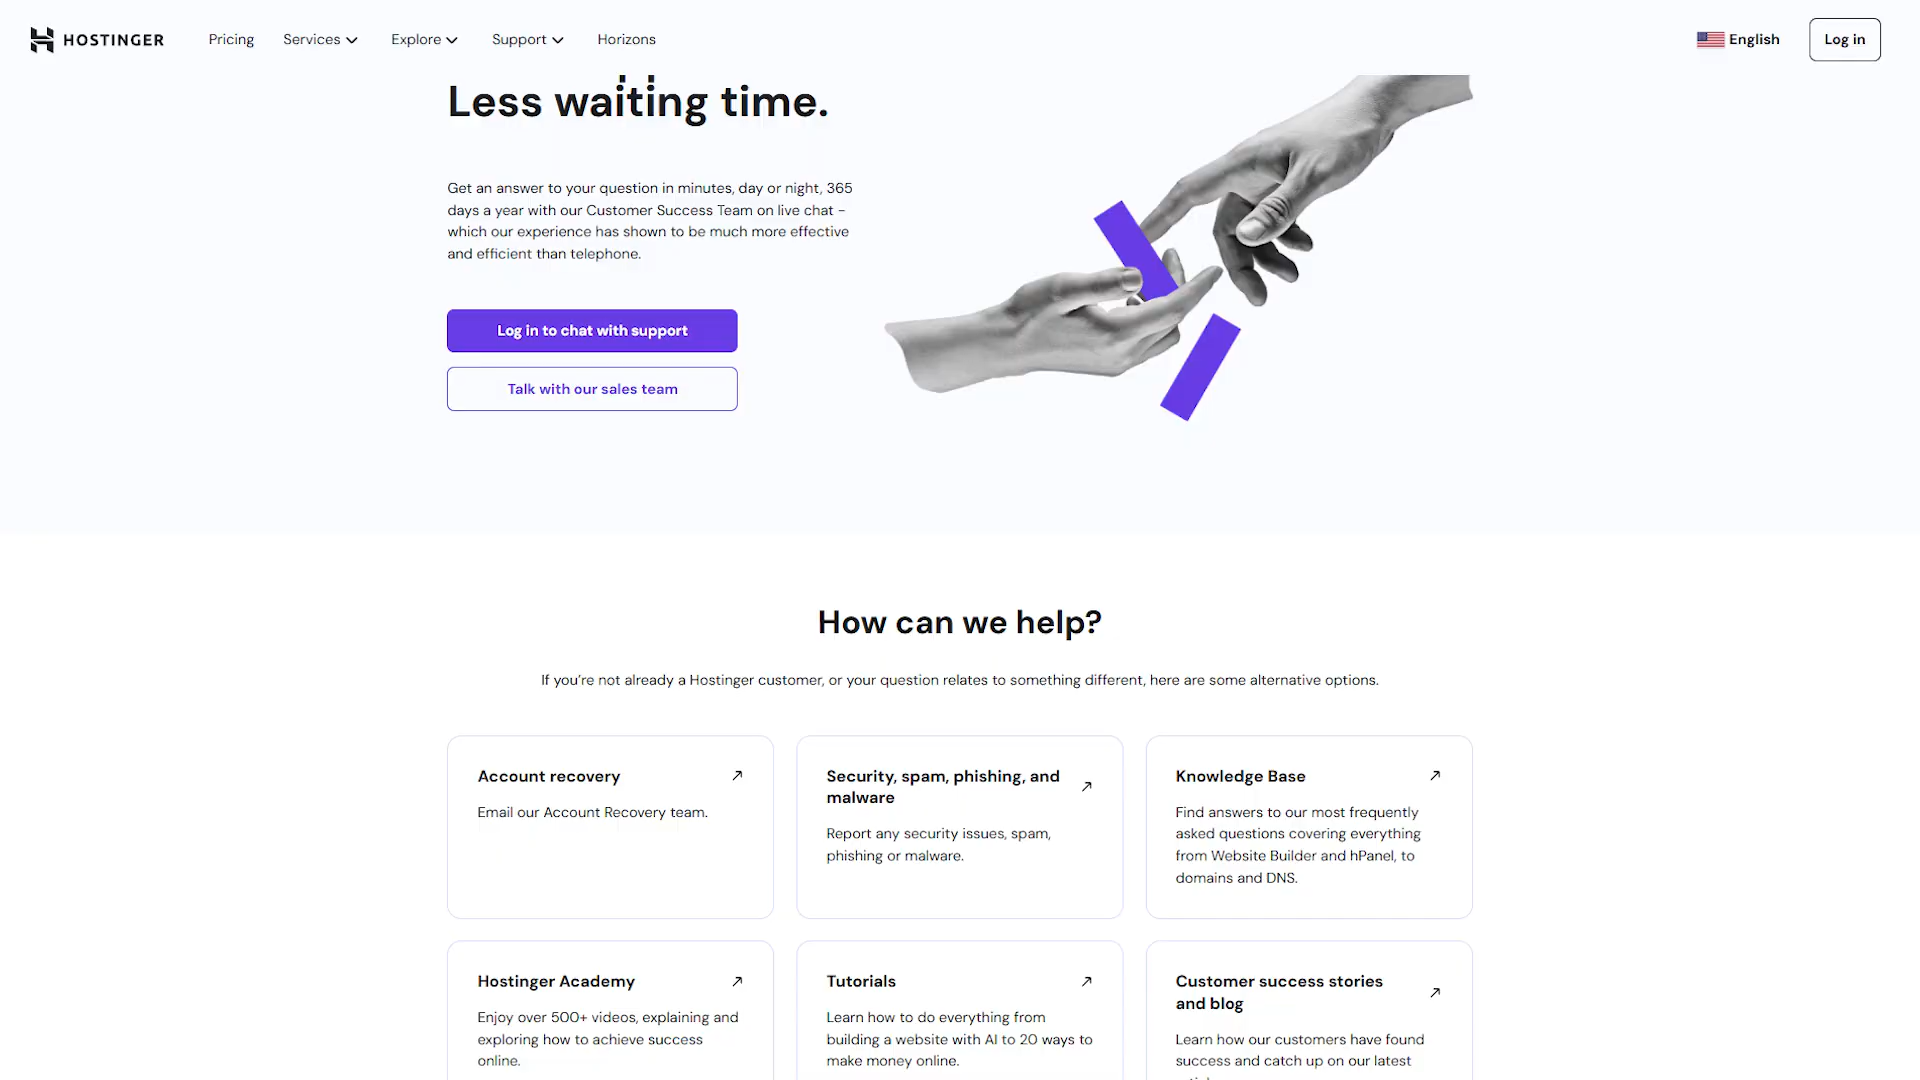 HOSTINGER
Pricing
Services
Explore
Support
Horizons
English
Log in
Less waiting time.
Get an answer to your question in minutes, day or night, 365
days a year with our Customer Success Team on live chat -
which our experience has shown to be much more effective
and efficient than telephone.
Log in to chat with support
Talk with our sales team
How can we help?
If you’re not already a Hostinger customer, or your question relates to something different, here are some alternative options.
Account recovery
Email our Account Recovery team.
Security, spam, phishing, and
malware
Report any security issues, spam,
phishing or malware.
Knowledge Base
Find answers to our most frequently
asked questions covering everything
from Website Builder and hPanel, to
domains and DNS.
Hostinger Academy
Enjoy over 500+ videos, explaining and
exploring how to achieve success
online.
Tutorials
Learn how to do everything from
building a website with AI to 20 ways to
make money online.
Customer success stories
and blog
Learn how our customers have found
success and catch up on our latest